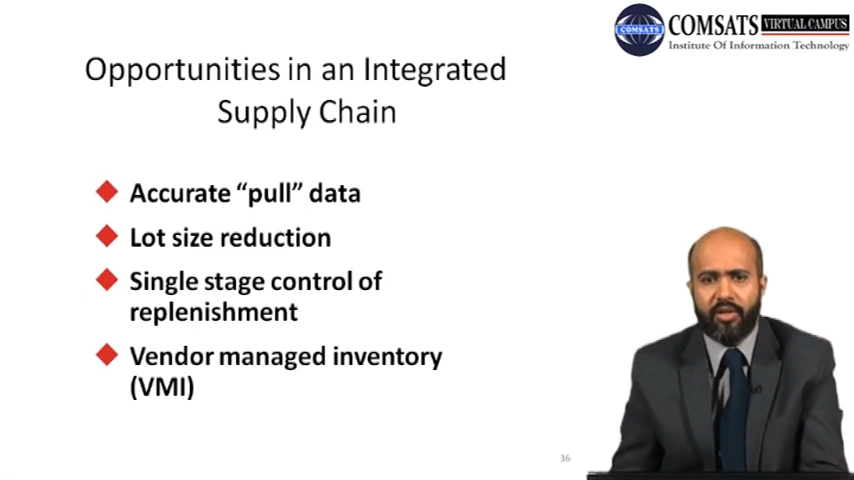 COMSATS VIRTUAL CAMPUS
COMSATS
Institute Of Information Technology
Opportunities in an Integrated
Supply Chain
Accurate “pull” data
Lot size reduction
Single stage control of
replenishment
Vendor managed inventory
(VMI)
36